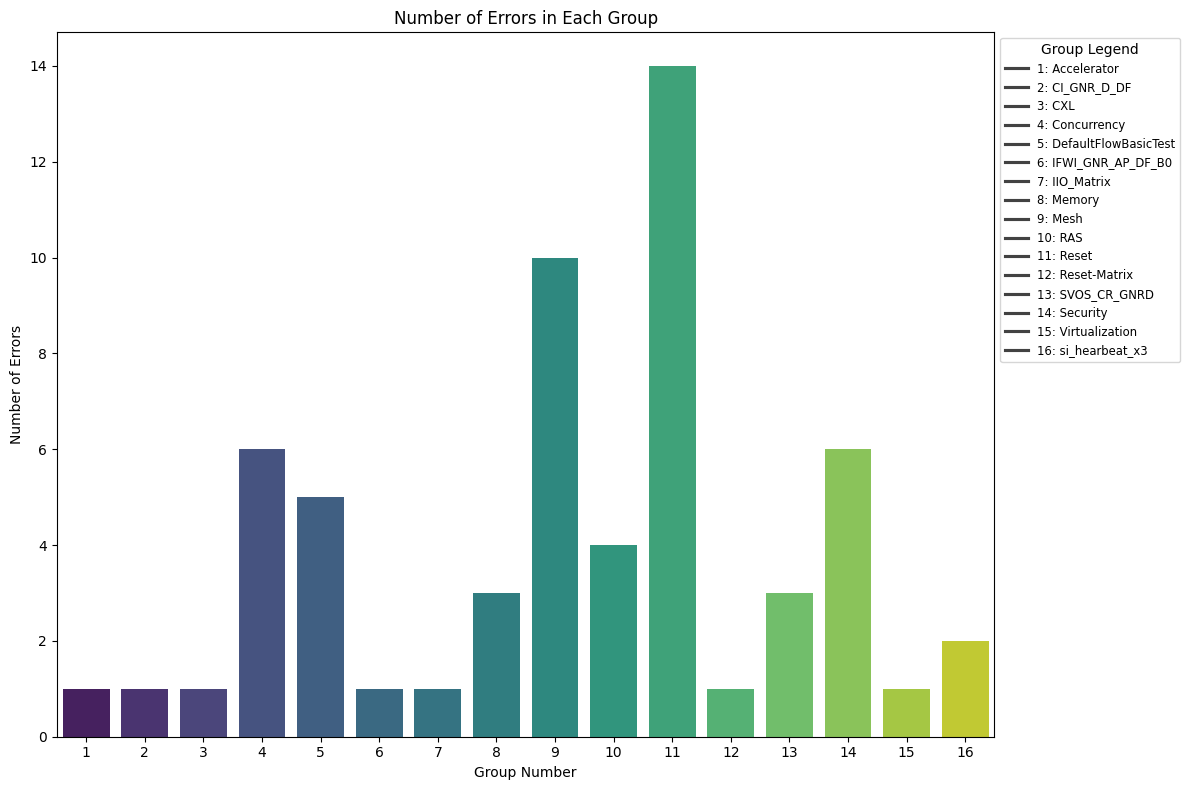 Number of Errors in Each Group
Number of Errors
14
12
10
8
6
4
2
0
1 2 3 4 5 6 7 8 9 10 11 12 13 14 15 16
Group Number
Group Legend
1: Accelerator
2: CI_GNR_D_DF
3: CXL
4: Concurrency
5: DefaultFlowBasicTest
6: IFWI_GNR_AP_DF_B0
7: IIO_Matrix
8: Memory
9: Mesh
10: RAS
11: Reset
12: Reset-Matrix
13: SVOS_CR_GNRD
14: Security
15: Virtualization
16: si_hearbeat_x3